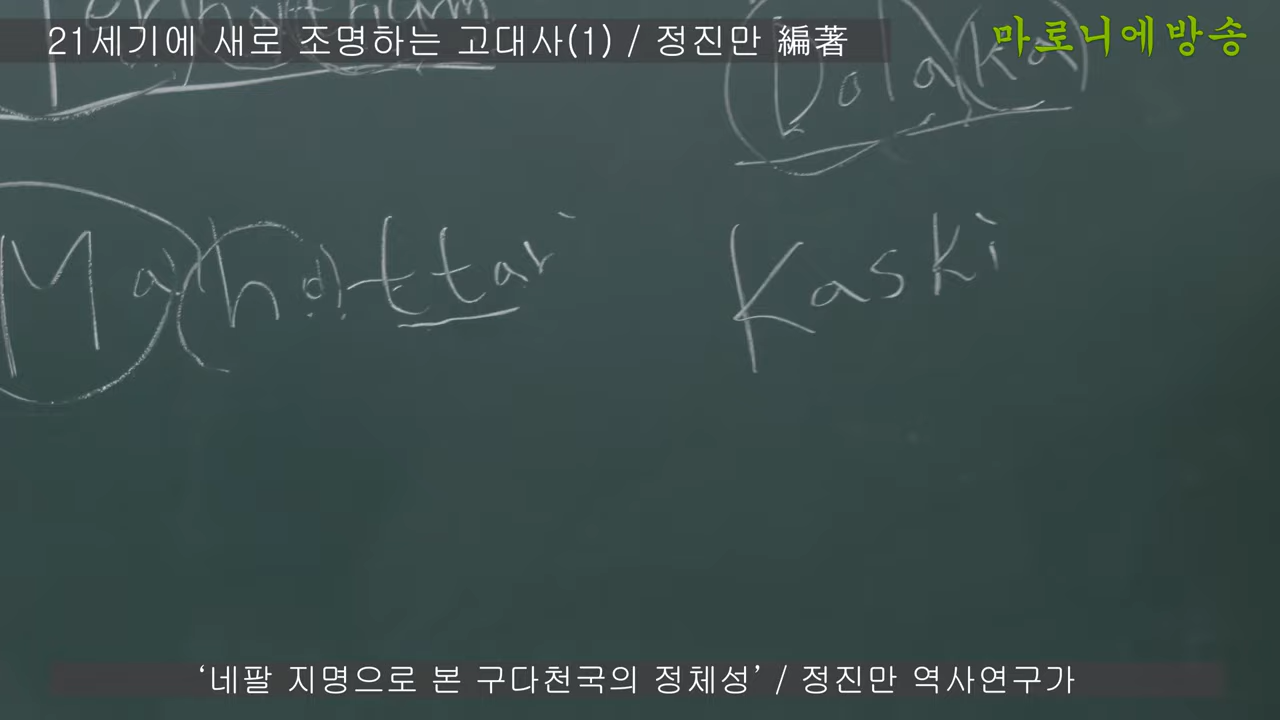 21세기에 새로 조명하는 고대사(1) / 정진만 編著
마로니에방송
Dola(ka)
Mahottari
Kaski
‘네팔 지명으로 본 구다천국의 정체성’ / 정진만 역사연구가